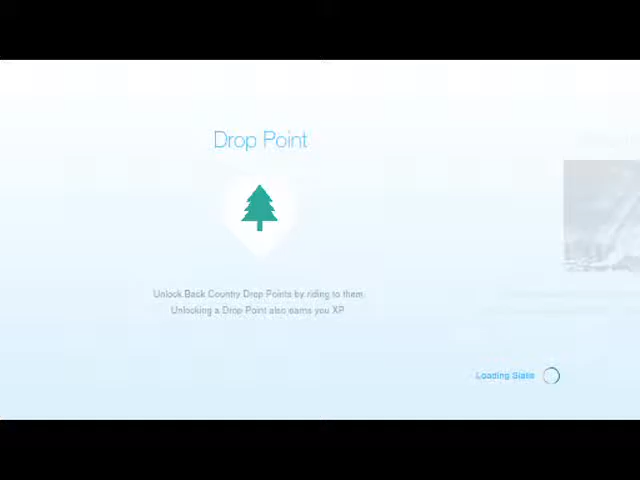 Drop Point
Unlock Back Country Drop Points by riding to them.
Unlocking a Drop Point also earns you XP
Loading State